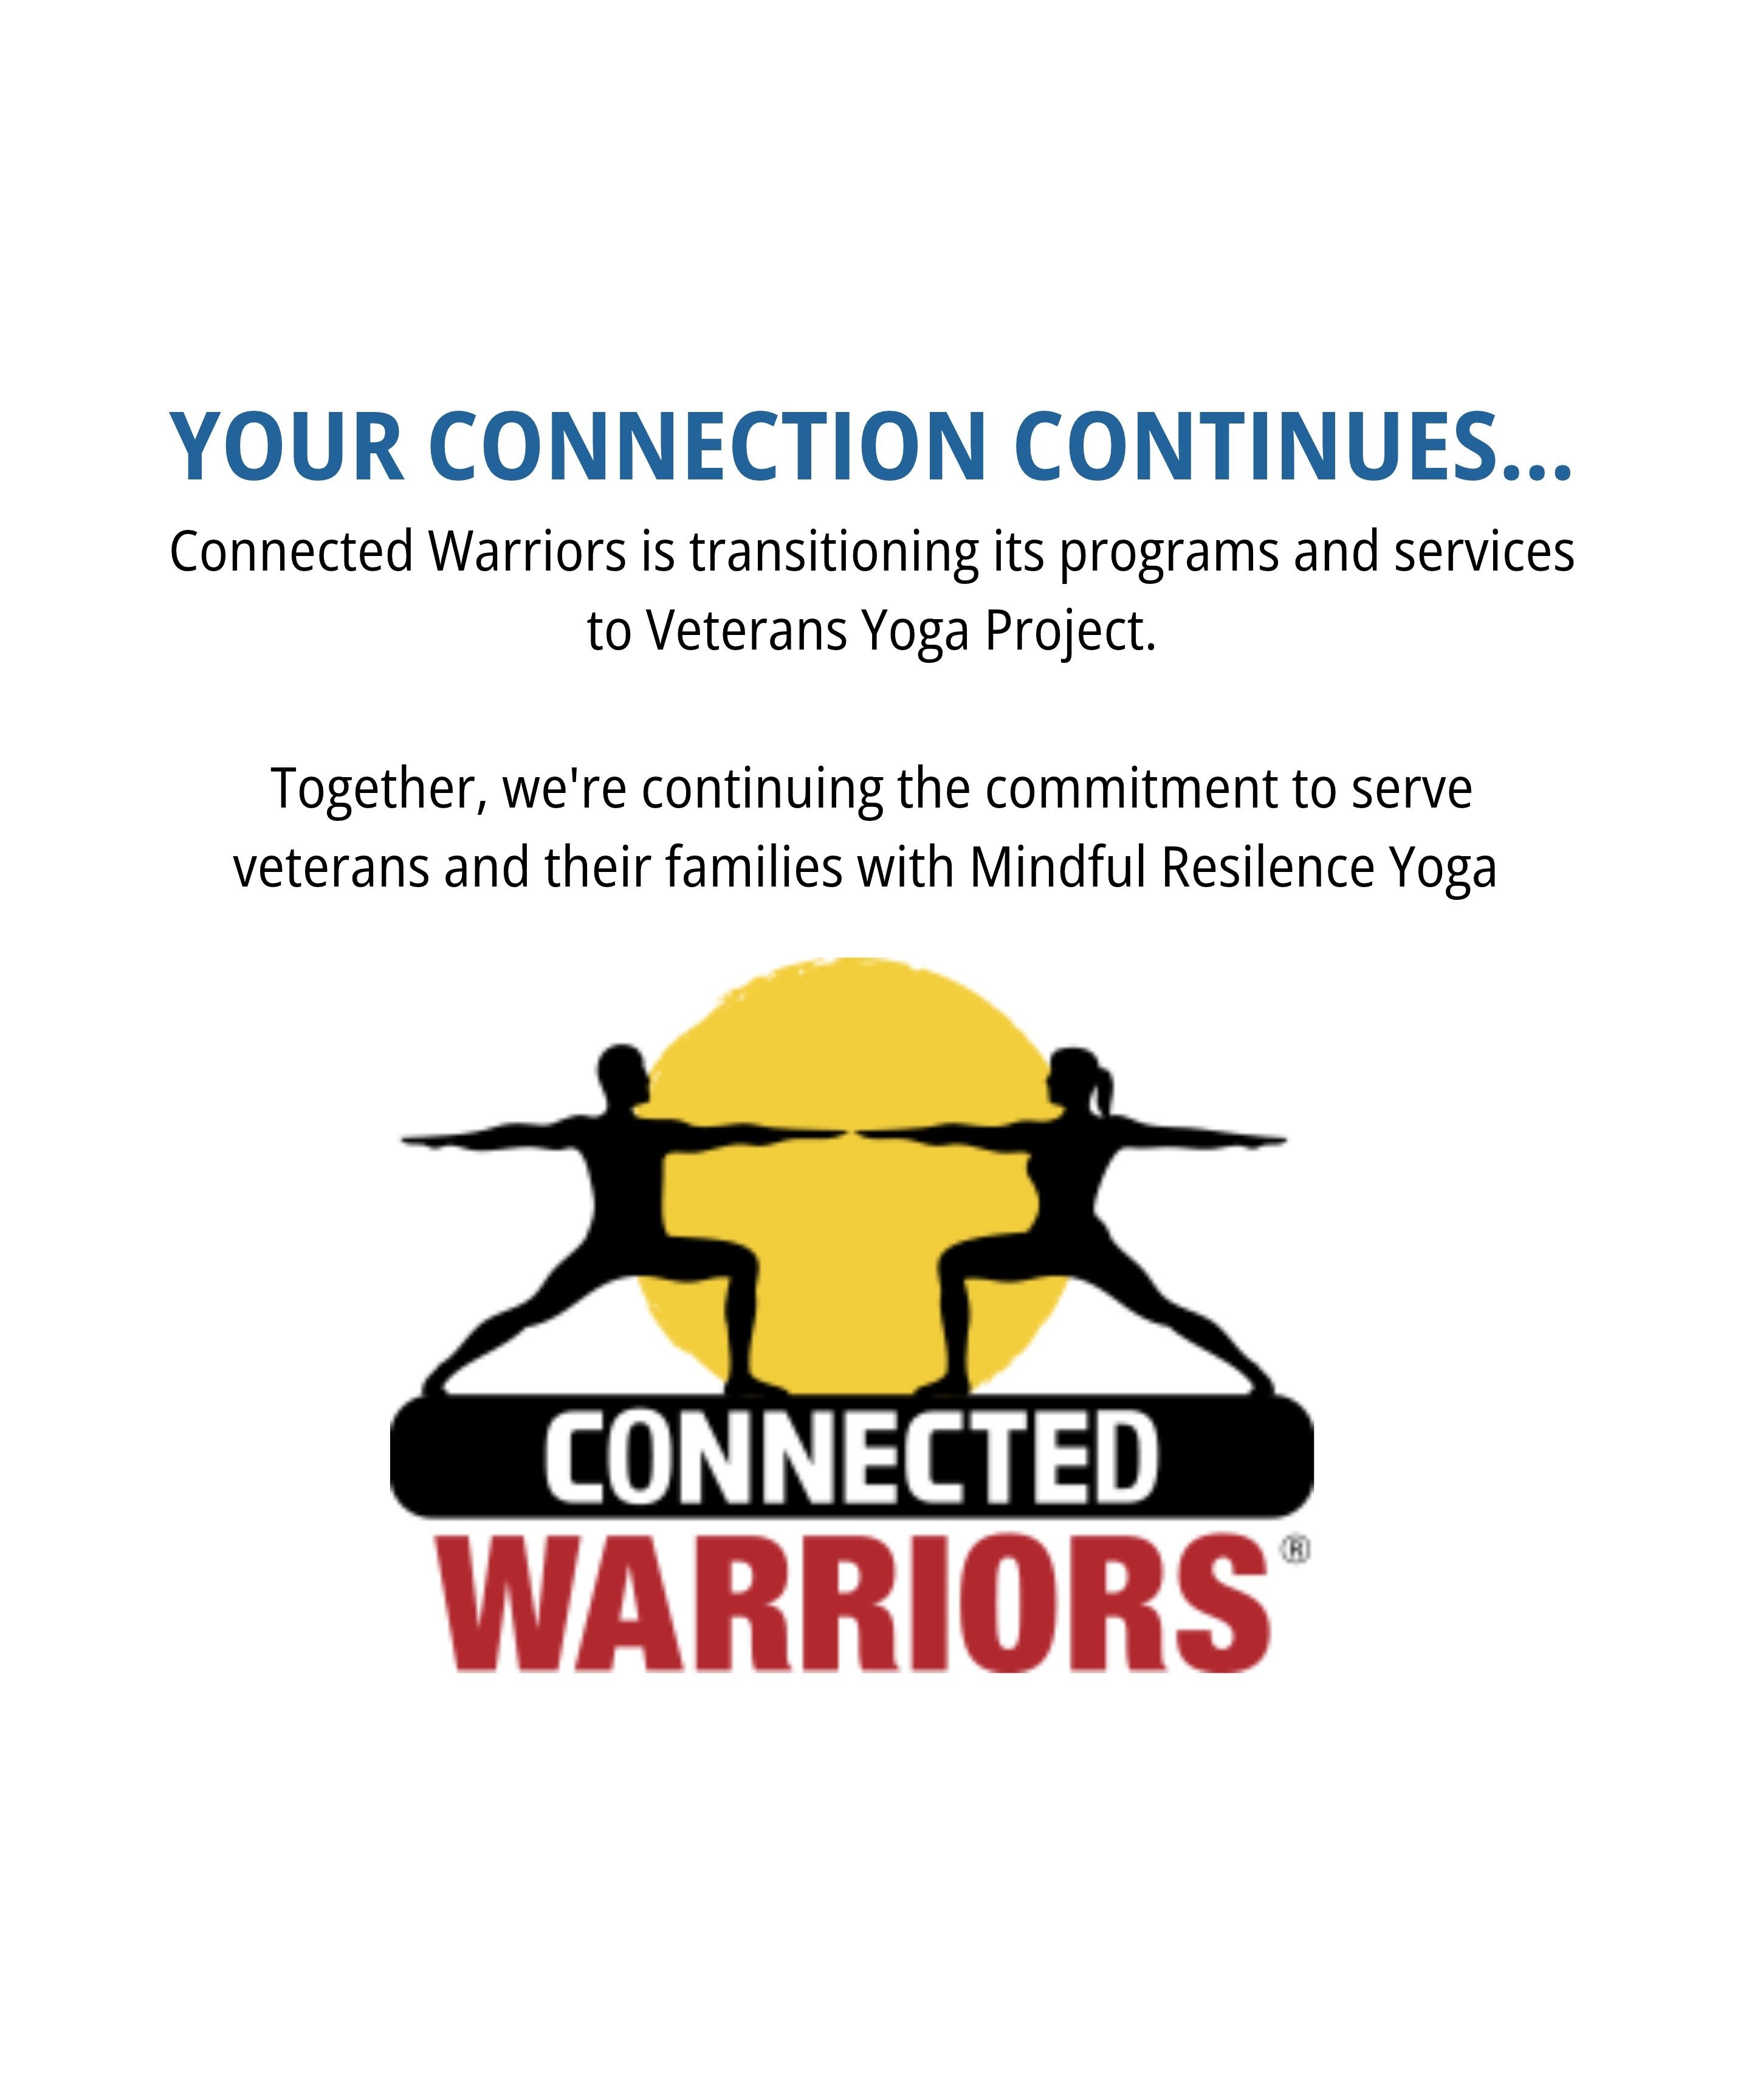 YOUR CONNECTION CONTINUES...
Connected Warriors is transitioning its programs and services
to Veterans Yoga Project.
Together, we're continuing the commitment to serve
veterans and their families with Mindful Resilence Yoga
CONNECTED
WARRIORS®